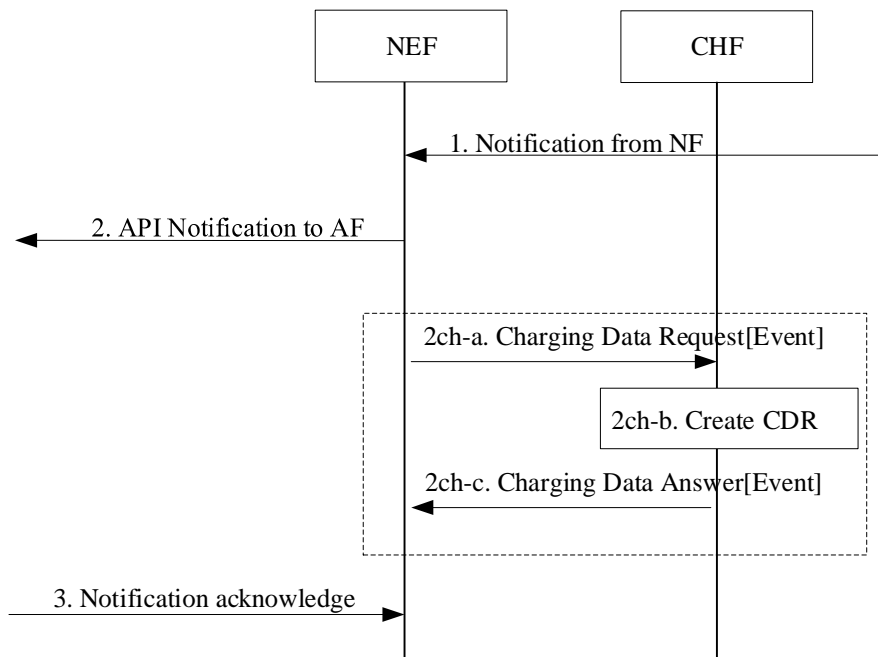 NEF
CHF
1. Notification from NF
2. API Notification to AF
2ch-a. Charging Data Request[Event]
2ch-b. Create CDR
2ch-c. Charging Data Answer[Event]
3. Notification acknowledge